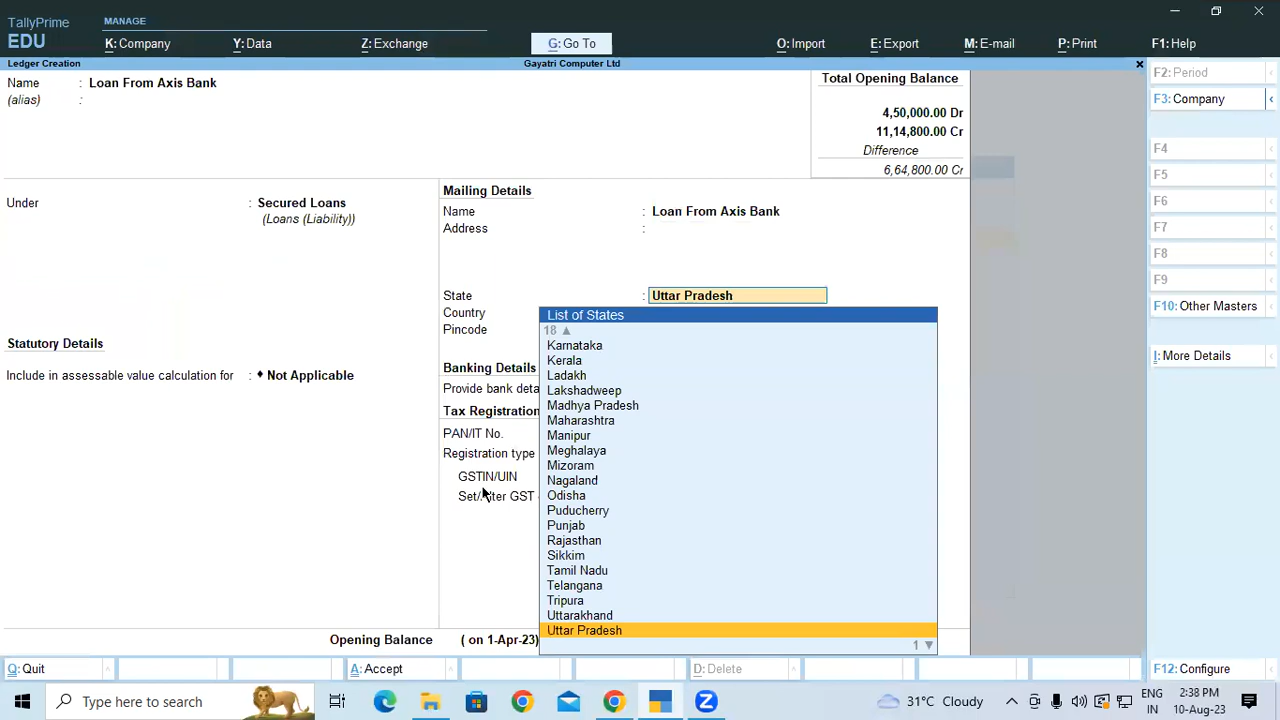 TallyPrime
EDU
MANAGE
K: Company
Y: Data
Z: Exchange
G: Go To
O: Import
E: Export
M: E-mail
P: Print
F1: Help
Ledger Creation
Gayatri Computer Ltd
Name : Loan From Axis Bank
(alias) :
Total Opening Balance
4,50,000.00 Dr
11,14,800.00 Cr
Difference
6,64,800.00 Cr
Under : Secured Loans
(Loans (Liability))
Statutory Details
Include in assessable value calculation for : ♦ Not Applicable
Mailing Details
Name : Loan From Axis Bank
Address :
State : Uttar Pradesh
Country
Pincode
Banking Details
Provide bank deta
Tax Registration
PAN/IT No.
Registration type
GSTIN/UIN
List of States
18 ▲
Karnataka
Kerala
Ladakh
Lakshadweep
Madhya Pradesh
Maharashtra
Manipur
Meghalaya
Mizoram
Nagaland
Odisha
Puducherry
Punjab
Rajasthan
Sikkim
Tamil Nadu
Telangana
Tripura
Uttarakhand
Uttar Pradesh
1 ▼
Opening Balance ( on 1-Apr-23)
F2: Period
F3: Company
F4
F5
F6
F7
F8
F9
F10: Other Masters
I: More Details
Q: Quit
A: Accept
D: Delete
F12: Configure
Type here to search
31°C Cloudy
ENG
IN
2:38 PM
10-Aug-23